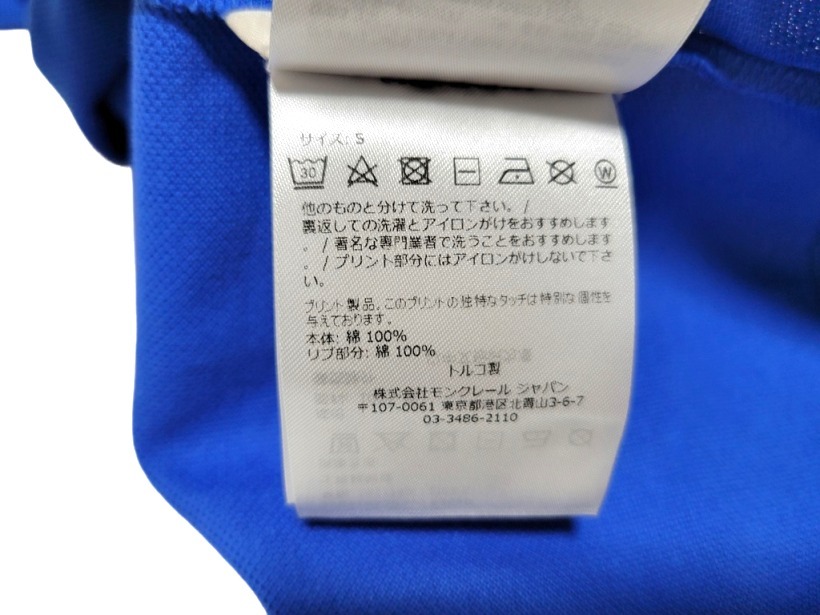 サイズ: S
30 W
他のものと分けて洗って下さい。 /
裏返しての洗濯とアイロンがけをおすすめします
。 / 著名な専門業者で洗うことをおすすめします
。 / プリント部分にはアイロンがけしないで下さ
い。
プリント製品。このプリントの独特なタッチは特別な個性を
与えております。
本体: 綿 100%
リブ部分: 綿 100%
トルコ製
株式会社モンクレール ジャパン
〒107-0061 東京都港区北青山3-6-7
03-3486-2110